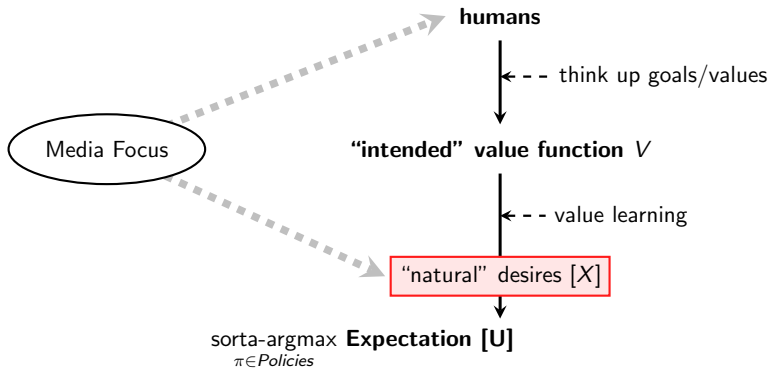 humans
think up goals/values
Media Focus
“intended” value function V
value learning
“natural” desires [X]
sorta-argmax Expectation [U]
π∈Policies